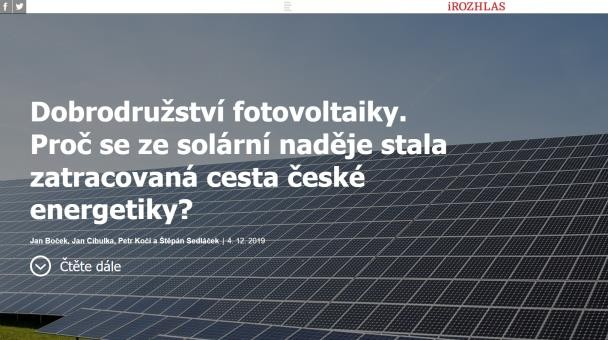 iROZHLAS
Dobrodružství fotovoltaiky.
Proč se ze solární naděje stala
zatracovaná cesta české
energetiky?
Jan Boček, Jan Cibulka, Petr Kočí a Štěpán Sedláček | 4. 12. 2019
Čtěte dále